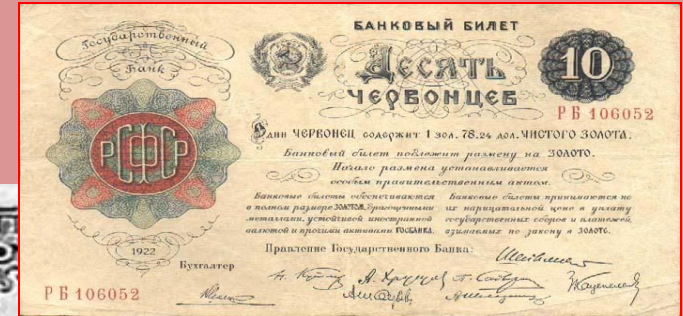 Государственный
Банк
БАНКОВЫЙ БИЛЕТ
ДЕСЯТЬ
ЧЕРВОНЦЕВ
10
РБ 106052
РСФСР
Один ЧЕРВОНЕЦ содержит 1 зол. 78.24 дол. ЧИСТОГО ЗОЛОТА.
Банковый билет подлежит размену на ЗОЛОТО.
Начало размена устанавливается
особым правительственным актом
Банковые билеты обеспечиваются
в полном размере ЗОЛОТОМ, драгоценными
металлами, устойчивой иностранной
валютой и прочими активами ГОСБАНКА.
Банковые билеты принимаются по
их нарицательной цене в уплату
государственных сборов и платежей,
взимаемых по закону в ЗОЛОТЕ.
1922
Правление Государственного Банка:
Бухгалтер
РБ 106052